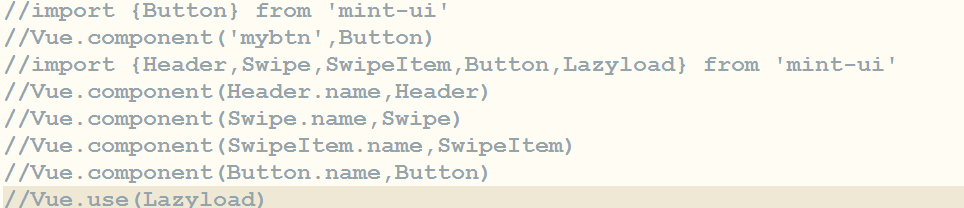 //import {Button} from 'mint-ui'
//Vue.component('mybtn',Button)
//import {Header,Swipe,SwipeItem,Button,Lazyload} from 'mint-ui'
//Vue.component(Header.name,Header)
//Vue.component(Swipe.name,Swipe)
//Vue.component(SwipeItem.name,SwipeItem)
//Vue.component(Button.name,Button)
//Vue.use(Lazyload)